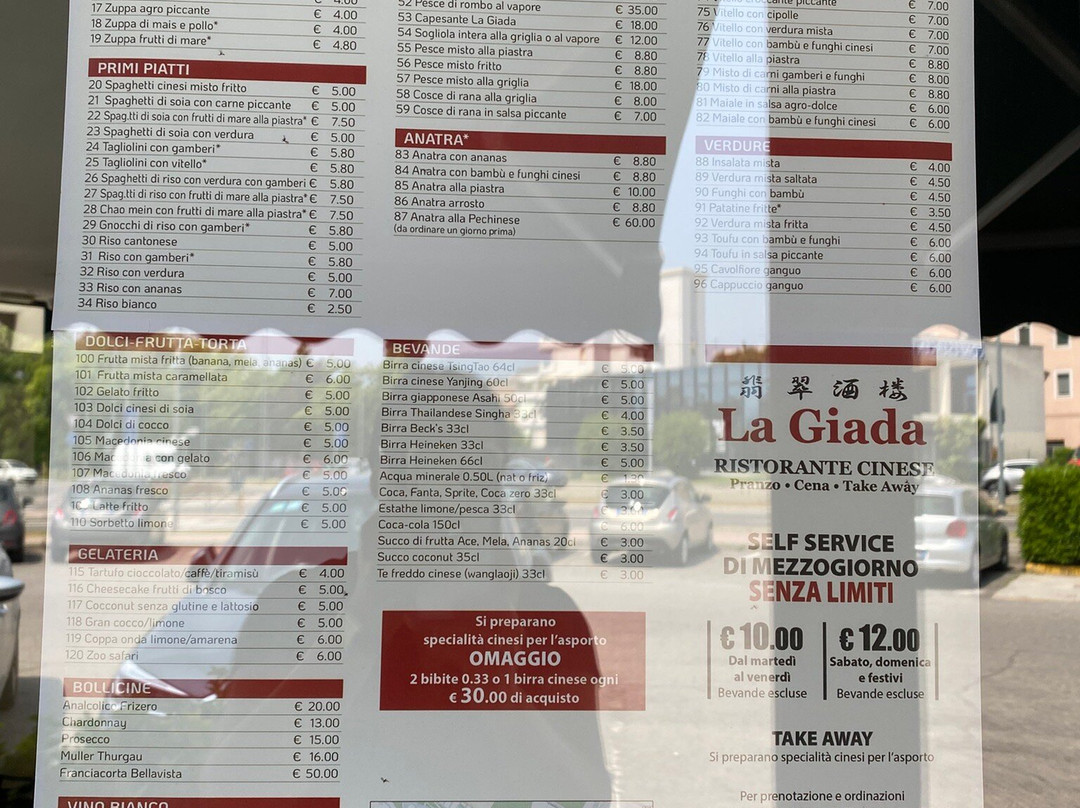 € 4.00
17 Zuppa agro piccante € 4.00
18 Zuppa di mais e pollo* € 4.00
19 Zuppa frutti di mare* € 4.80
PRIMI PIATTI
20 Spaghetti cinesi misto fritto € 5.00
21 Spaghetti di soia con carne piccante € 5.00
22 Spag.tti di soia con frutti di mare alla piastra* € 7.50
23 Spaghetti di soia con verdura € 5.00
24 Tagliolini con gamberi* € 5.80
25 Tagliolini con vitello* € 5.80
26 Spaghetti di riso con verdura con gamberi € 5.80
27 Spag.tti di riso con frutti di mare alla piastra* € 7.50
28 Chao mein con frutti di mare alla piastra* € 7.50
29 Gnocchi di riso con gamberi* € 5.80
30 Riso cantonese € 5.00
31 Riso con gamberi* € 5.80
32 Riso con verdura € 5.00
33 Riso con ananas € 7.00
34 Riso bianco € 2.50
52 Pesce di rombo al vapore € 35.00
53 Capesante La Giada € 18.00
54 Sogliola intera alla griglia o al vapore € 12.00
55 Pesce misto alla piastra € 8.80
56 Pesce misto fritto € 8.80
57 Pesce misto alla griglia € 18.00
58 Cosce di rana alla griglia € 8.00
59 Cosce di rana in salsa piccante € 7.00
ANATRA*
83 Anatra con ananas € 8.80
84 Anatra con bambù e funghi cinesi € 8.80
85 Anatra alla piastra € 10.00
86 Anatra arrosto € 8.80
87 Anatra alla Pechinese € 60.00
(da ordinare un giorno prima)
piccante € 7.00
75 Vitello con cipolle € 7.00
76 Vitello con verdura mista € 7.00
77 Vitello con bambù e funghi cinesi € 7.00
78 Vitello alla piastra € 8.80
79 Misto di carni gamberi e funghi € 8.00
80 Misto di carni alla piastra € 8.80
81 Maiale in salsa agro-dolce € 6.00
82 Maiale con bambù e funghi cinesi € 6.00
VERDURE
88 Insalata mista € 4.00
89 Verdura mista saltata € 4.50
90 Funghi con bambù € 4.50
91 Patatine fritte* € 3.50
92 Verdura mista fritta € 4.50
93 Toufu con bambù e funghi € 6.00
94 Toufu in salsa piccante € 6.00
95 Cavolfiore ganguo € 6.00
96 Cappuccio ganguo € 6.00
DOLCI-FRUTTA-TORTA
100 Frutta mista fritta (banana, mela, ananas) € 5,00
101 Frutta mista caramellata € 6.00
102 Gelato fritto € 5.00
103 Dolci cinesi di soia € 5.00
104 Dolci di cocco € 5.00
105 Macedonia cinese € 5.00
106 Macedonia con gelato € 6.00
107 Macedonia fresco € 5.00
108 Ananas fresco € 5.00
Latte fritto € 5.00
110 Sorbetto limone € 5.00
GELATERIA
115 Tartufo cioccolato/caffè/tiramisù € 4.00
116 Cheesecake frutti di bosco € 5.00
117 Cocconut senza glutine e lattosio € 5.00
118 Gran cocco/limone € 5.00
119 Coppa onda limone/amarena € 6.00
120 Zoo safari € 6.00
BOLLICINE
Analcolico Frizero € 20.00
Chardonnay € 13.00
Prosecco € 15.00
Muller Thurgau € 16.00
Franciacorta Bellavista € 50.00
VINO BIANCO
BEVANDE
Birra cinese TsingTao 64cl € 5.00
Birra cinese Yanjing 60cl € 5.00
Birra giapponese Asahi 50cl € 5.00
Birra Thailandese Singha 33cl € 4.00
Birra Beck's 33cl € 3.50
Birra Heineken 33cl € 3.50
Birra Heineken 66cl € 5.00
Acqua minerale 0.50L (nat o friz)
Coca, Fanta, Sprite, Coca zero 33cl € 3.00
Estathe limone/pesca 33cl
Coca-cola 150cl € 6.00
Succo di frutta Ace, Mela, Ananas 20cl € 3.00
Succo coconut 35cl € 3.00
Te freddo cinese (wanglaoji) 33cl € 3.00
Si preparano
specialità cinesi per l'asporto
OMAGGIO
2 bibite 0.33 o 1 birra cinese ogni
€ 30.00 di acquisto
翡翠酒楼
La Giada
RISTORANTE CINESE
Pranzo • Cena • Take Away
SELF SERVICE
DI MEZZOGIORNO
SENZA LIMITI
€ 10.00
Dal martedì
al venerdì
Bevande escluse
€ 12.00
Sabato, domenica
e festivi
Bevande escluse
TAKE AWAY
Si preparano specialità cinesi per l'asporto
Per prenotazione e ordinazioni